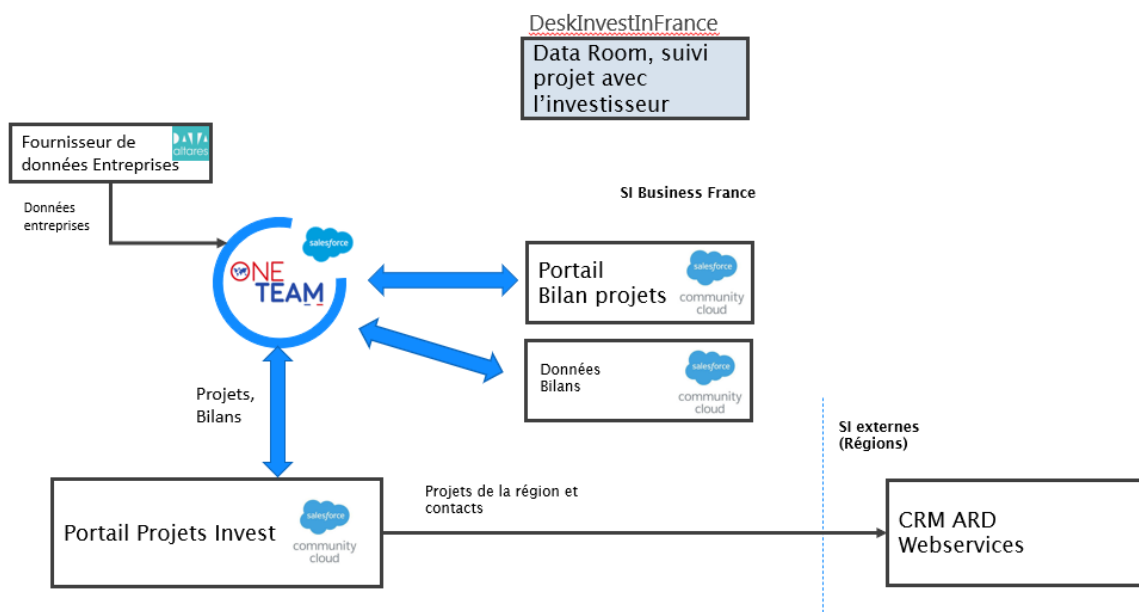 DeskInvestInFrance
Data Room, suivi
projet avec
l'investisseur
Fournisseur de
données Entreprises
DATA
altares
Données
entreprises
SI Business France
salesforce
ONE
TEAM
Portail
Bilan projets
salesforce
community
cloud
Données
Bilans
salesforce
community
cloud
Projets,
Bilans
SI externes
(Régions)
Portail Projets Invest
salesforce
community
cloud
Projets de la région et
contacts
CRM ARD
Webservices